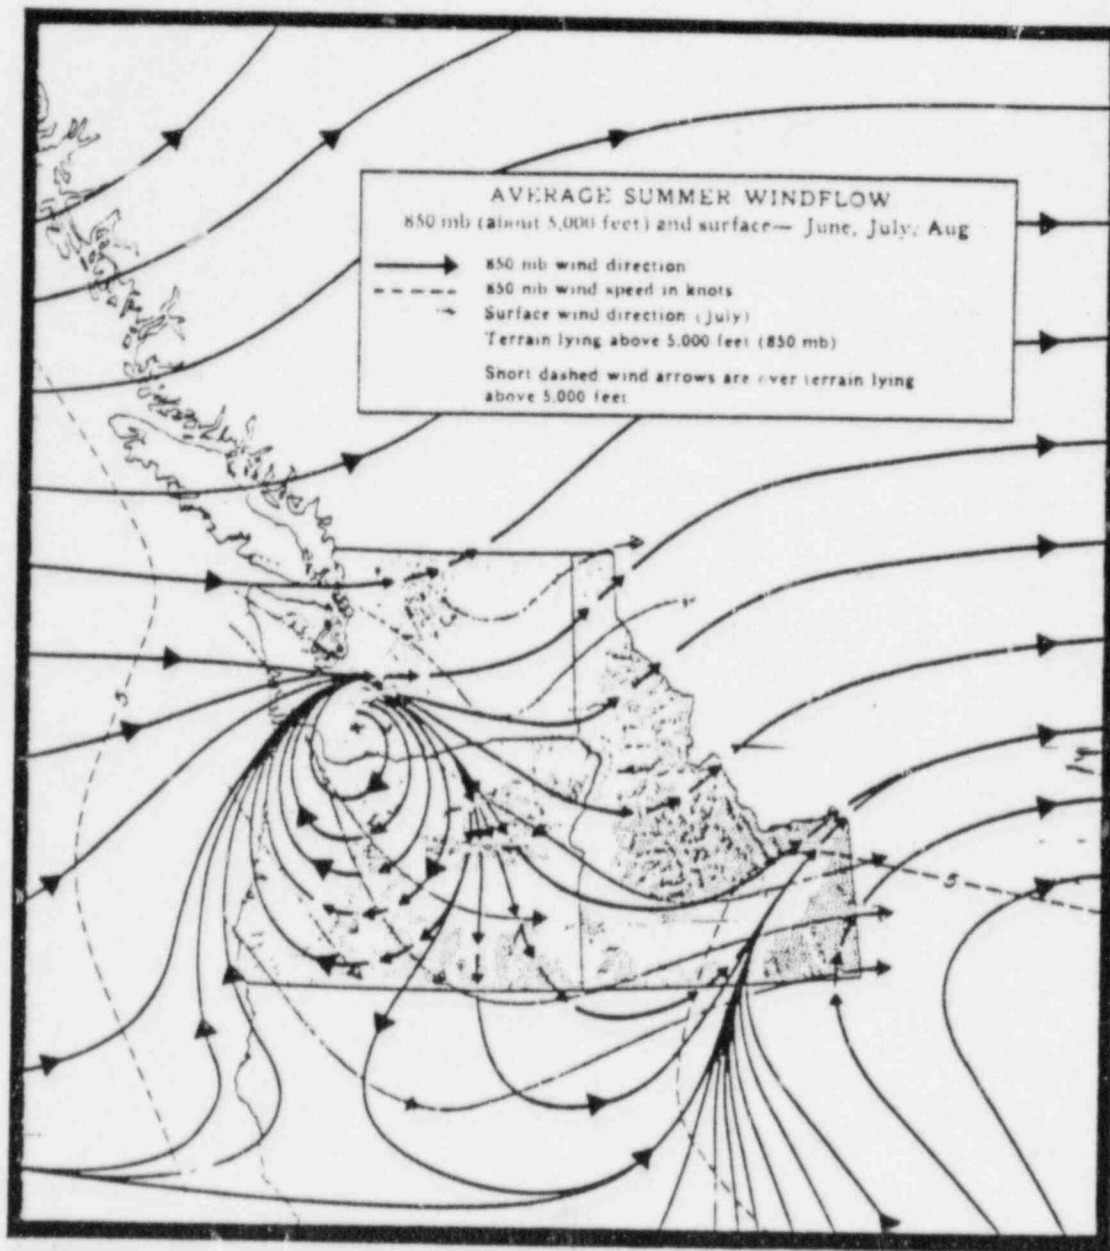 AVERAGE SUMMER WINDFLOW
850 mb (about 5,000 feet) and surface— June, July, Aug
850 mb wind direction
850 mb wind speed in knots
Surface wind direction (July)
Terrain lying above 5,000 feet (850 mb)
Short dashed wind arrows are over terrain lying
above 5,000 feet
5
5